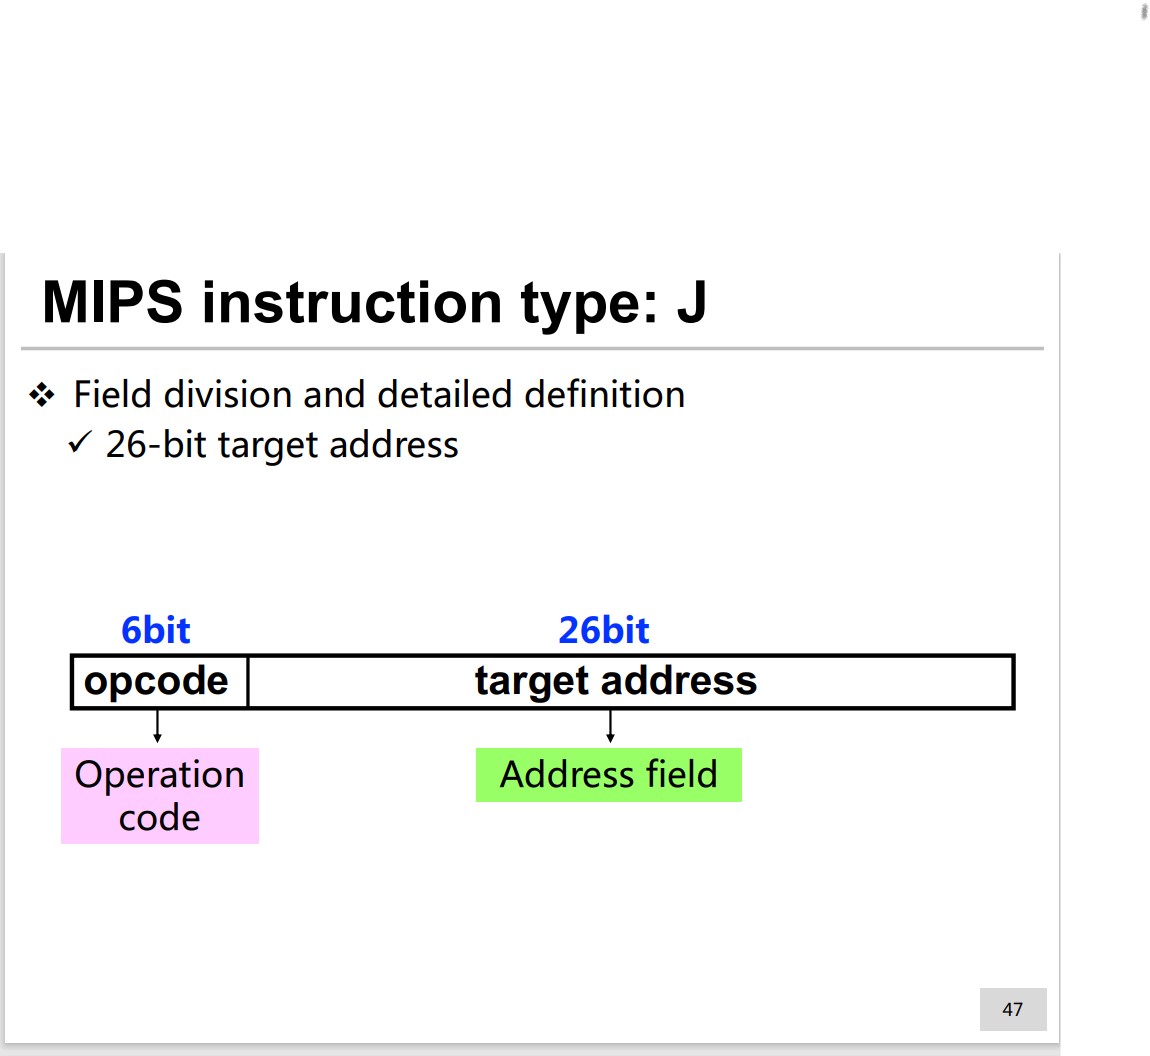 MIPS instruction type: J
❖ Field division and detailed definition
✓ 26-bit target address
6bit 26bit
opcode target address
Operation
code
Address field
47